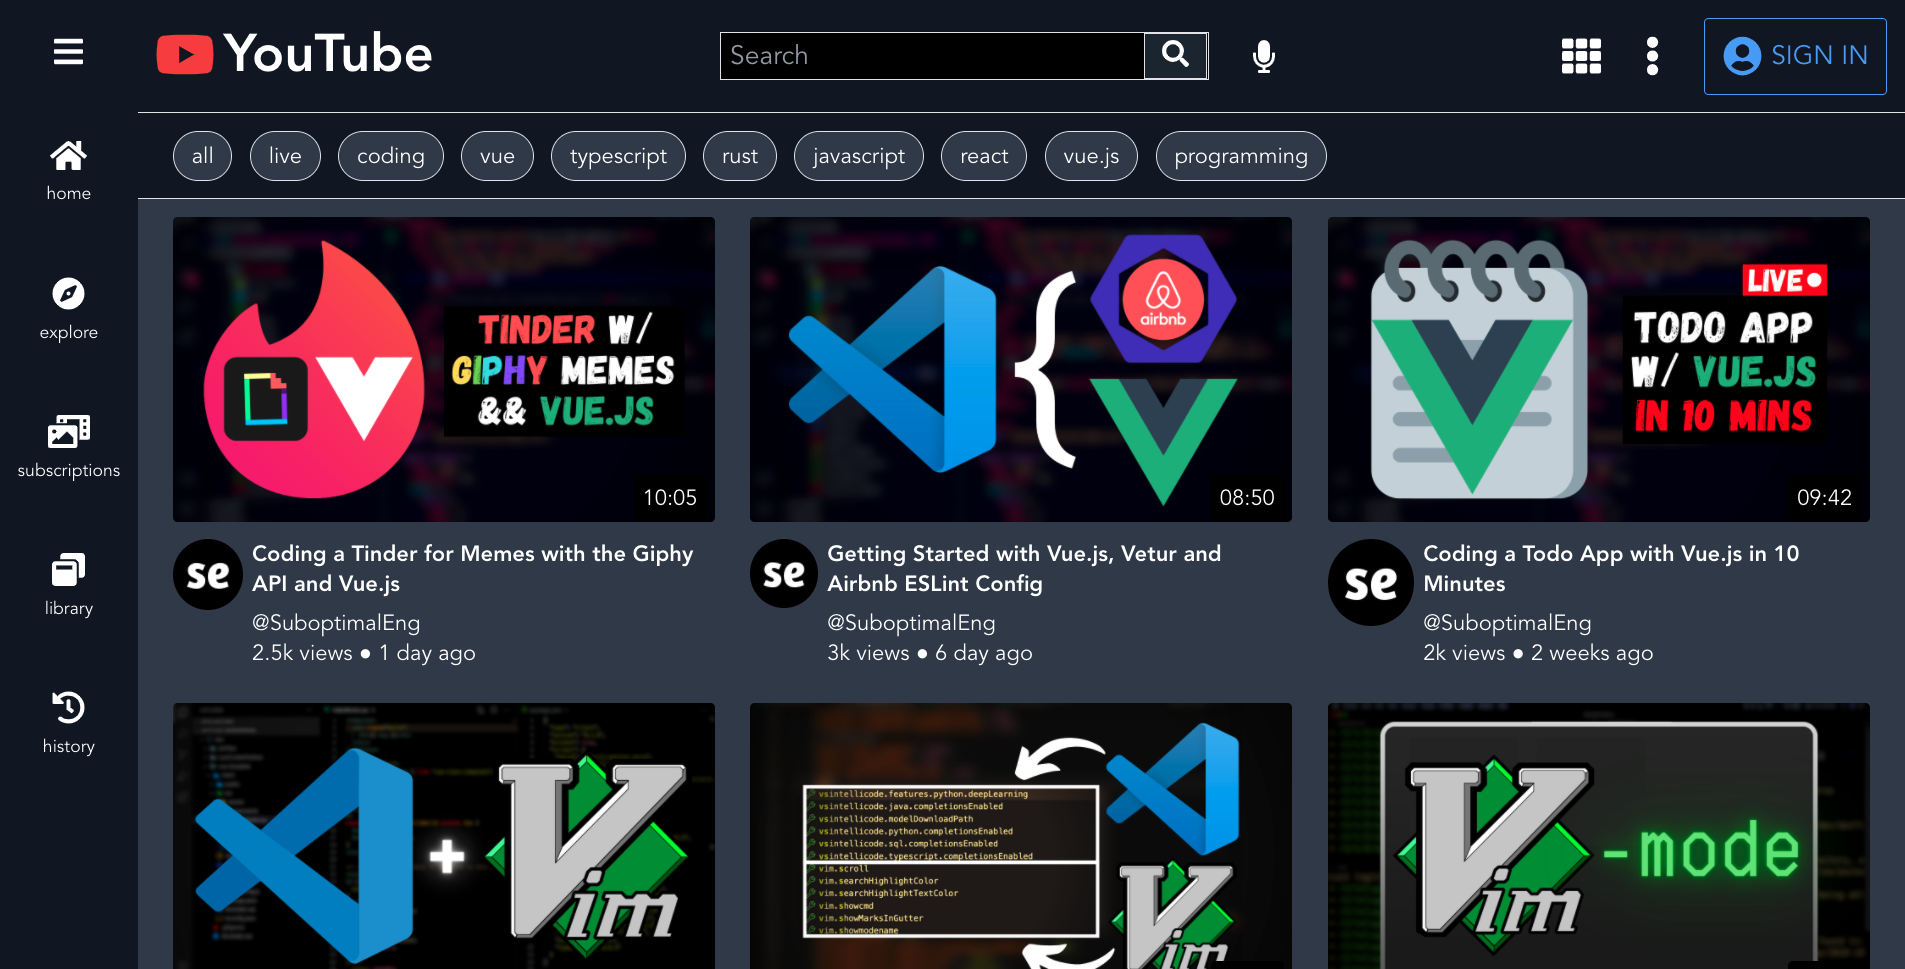 YouTube
Search
SIGN IN
all
live
coding
vue
typescript
rust
javascript
react
vue.js
programming
home
explore
subscriptions
library
history
TINDER W/
GIPHY MEMES
&& VUE.JS
10:05
airbnb
08:50
LIVE
TODO APP
W/ VUE.JS
IN 10 MINS
09:42
se
Coding a Tinder for Memes with the Giphy
API and Vue.js
@SuboptimalEng
2.5k views ● 1 day ago
se
Getting Started with Vue.js, Vetur and
Airbnb ESLint Config
@SuboptimalEng
3k views ● 6 day ago
se
Coding a Todo App with Vue.js in 10
Minutes
@SuboptimalEng
2k views ● 2 weeks ago
+
Vim
vsintellicode.features.python.deepLearning
vsintellicode.java.completionsEnabled
vsintellicode.modelDownloadPath
vsintellicode.python.completionsEnabled
vsintellicode.sql.completionsEnabled
vsintellicode.typescript.completionsEnabled
vim.scroll
vim.searchHighlightColor
vim.searchHighlightTextColor
vim.showcmd
vim.showMarksInGutter
vim.showmodename
Vim
Vim
-mode